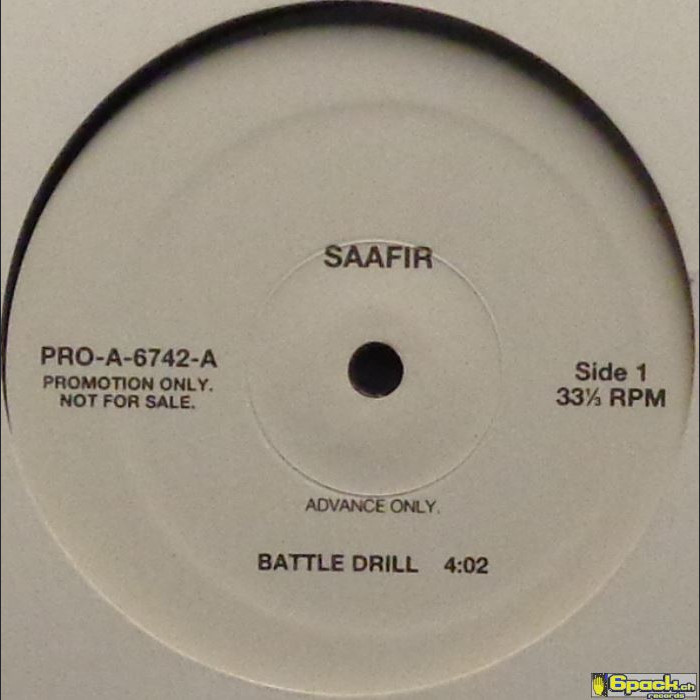 SAAFIR
PRO-A-6742-A
PROMOTION ONLY.
NOT FOR SALE.
Side 1
33⅓ RPM
ADVANCE ONLY.
BATTLE DRILL 4:02
6pack.ch
records